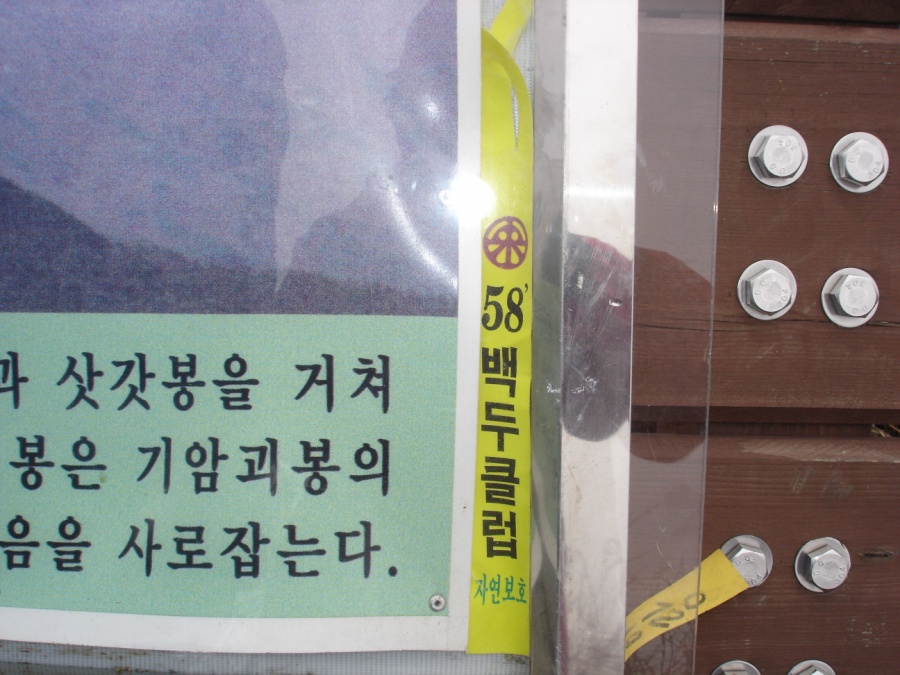 과 삿갓봉을 거쳐
봉은 기암괴봉의
음을 사로잡는다.
58'
백두클럽
자연보호